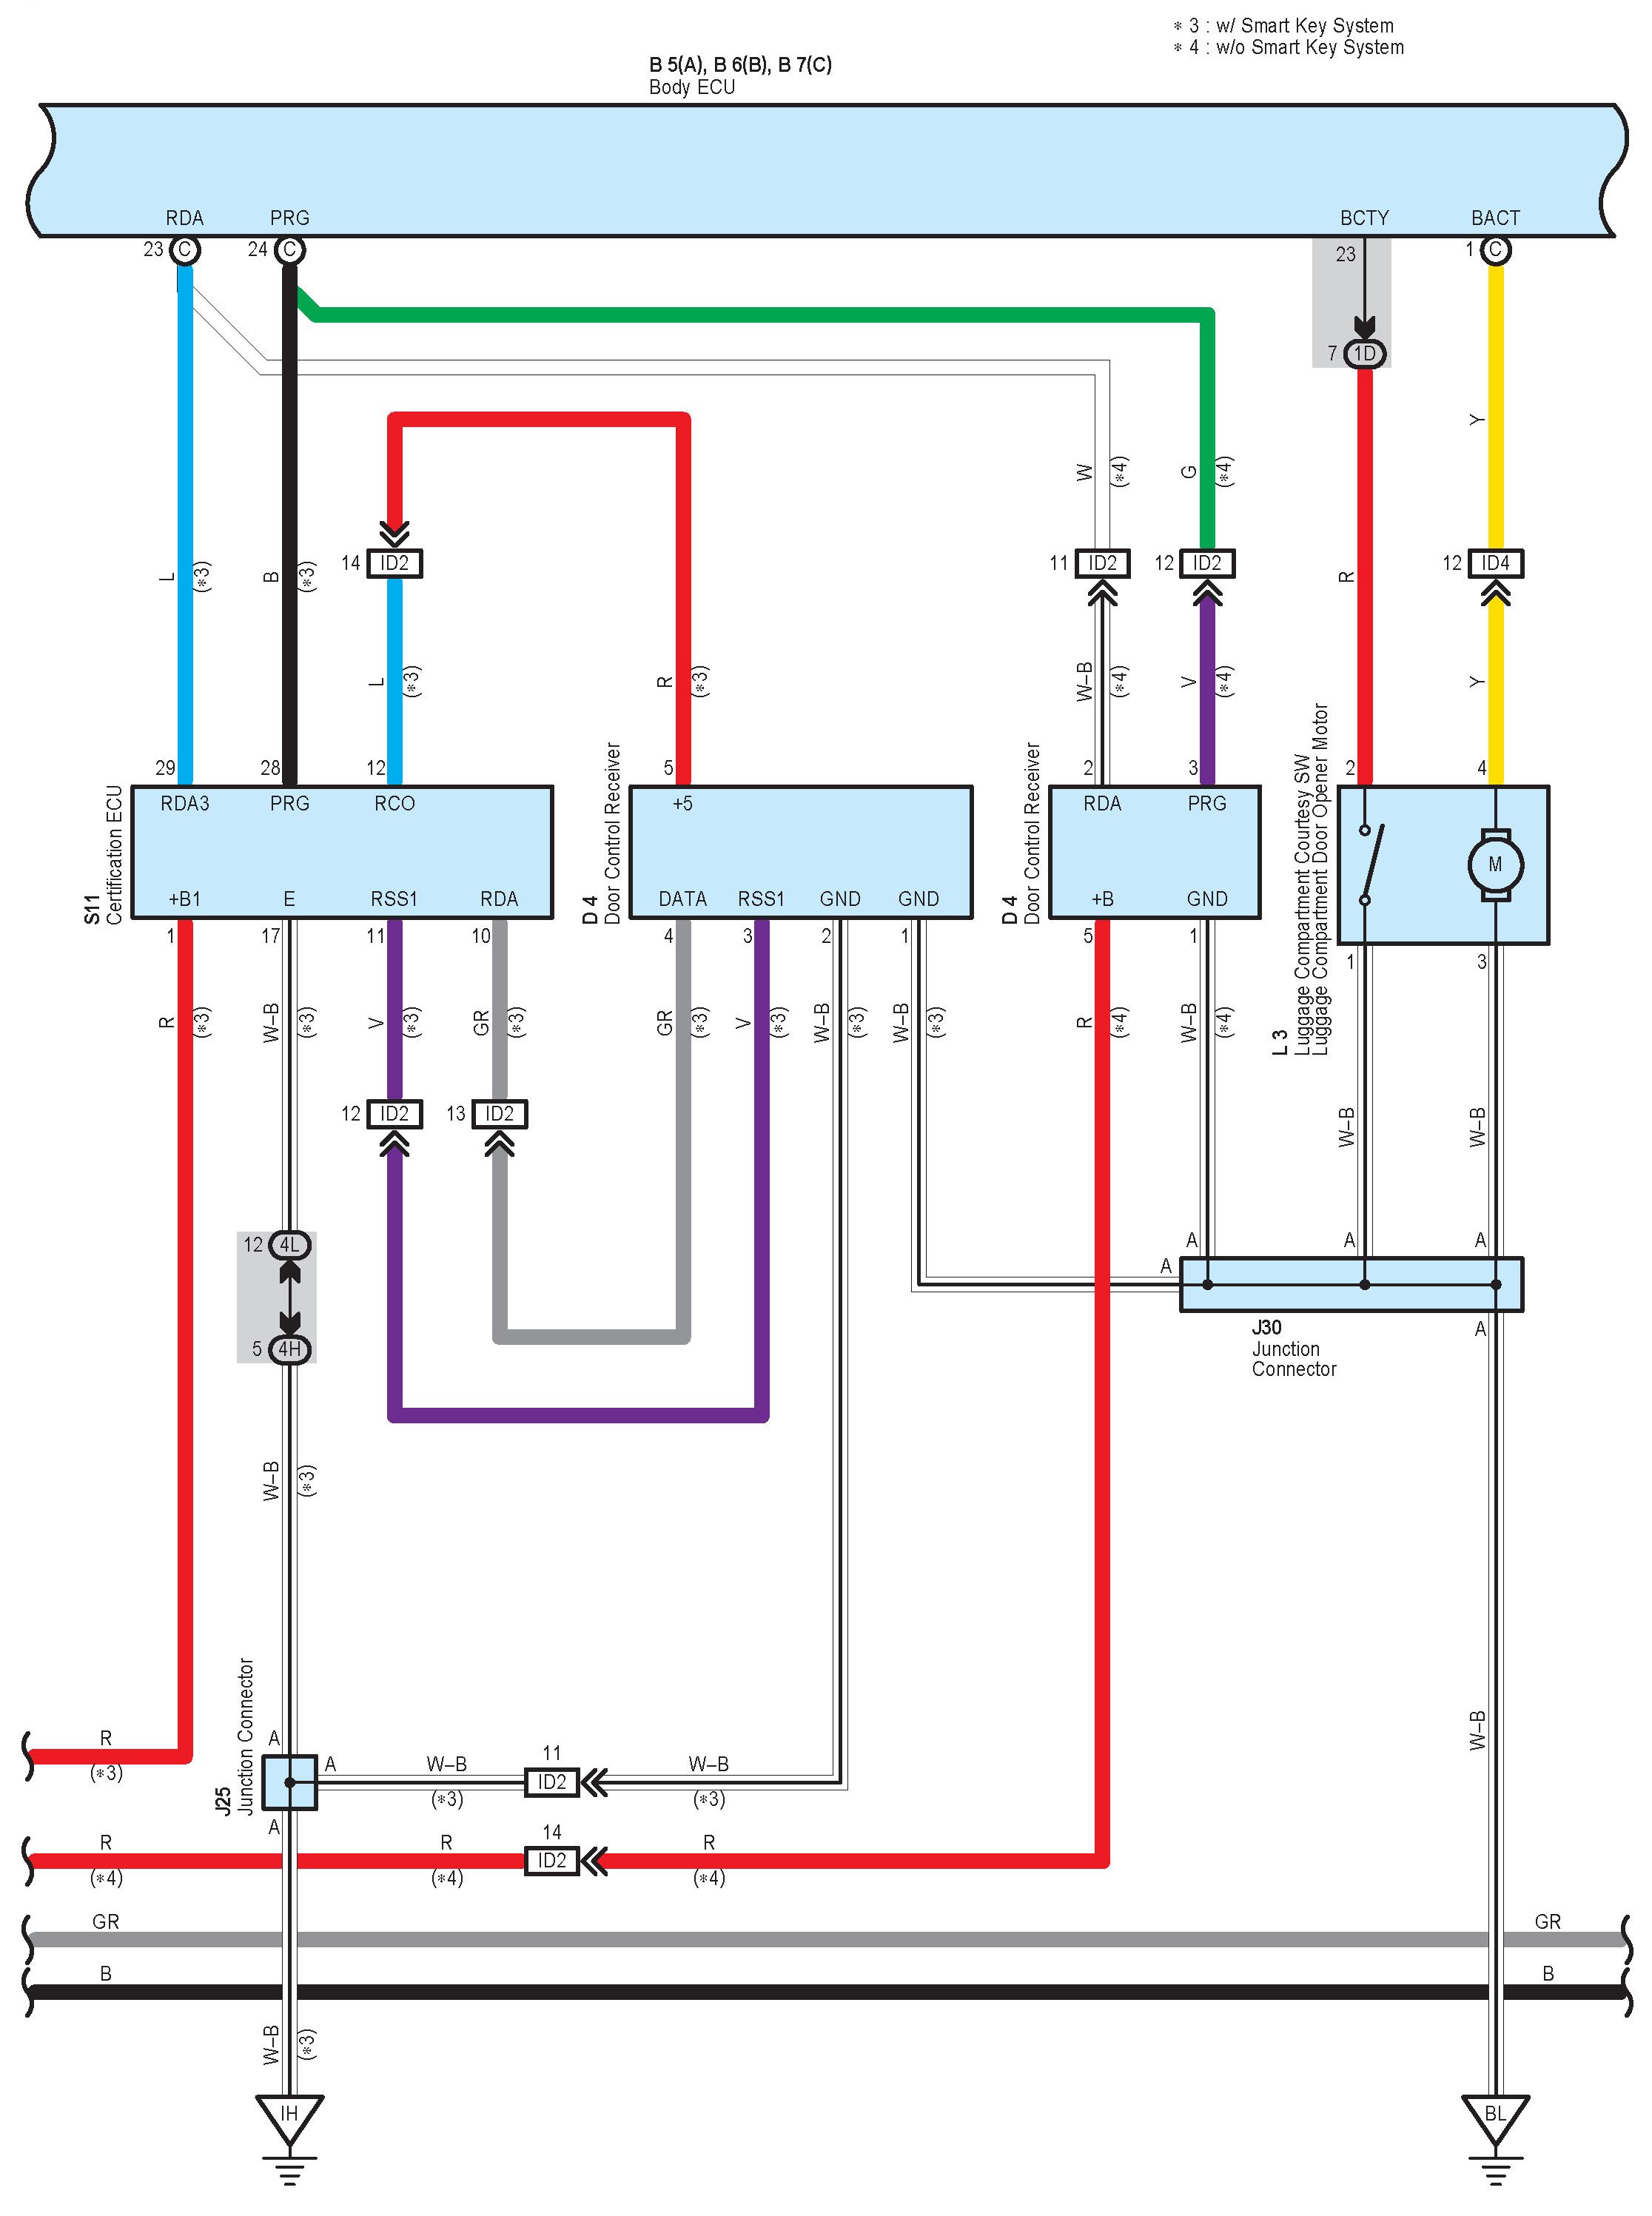 * 3 : w/ Smart Key System
* 4 : w/o Smart Key System
B 5(A), B 6(B), B 7(C)
Body ECU
RDA PRG BCTY BACT
23 C 24 C 23 1 C
7 1D
Y
W (*4) G (*4)
14 ID2 11 ID2 12 ID2 12 ID4
L (*3) B (*3) R
L (*3) R (*3) W–B (*4) V (*4) Y
29 28 12 5 2 3 2 4
RDA3 PRG RCO +5 RDA PRG
M
+B1 E RSS1 RDA DATA RSS1 GND GND +B GND
S11
Certification ECU
D 4
Door Control Receiver
D 4
Door Control Receiver
L 3
Luggage Compartment Courtesy SW
Luggage Compartment Door Opener Motor
1 17 11 10 4 3 2 1 5 1 1 3
R (*3) W–B (*3) V (*3) GR (*3) GR (*3) V (*3) W–B (*3) W–B (*3) R (*4) W–B (*4)
12 ID2 13 ID2 W–B W–B
12 4L A A A
A
5 4H A
J30
Junction
Connector
W–B (*3)
J25
Junction Connector
W–B
R A 11
(*3) A W–B ID2 W–B
(*3) (*3)
A
R R 14 R
(*4) (*4) ID2 (*4)
GR GR
B B
W–B (*3)
IH BL